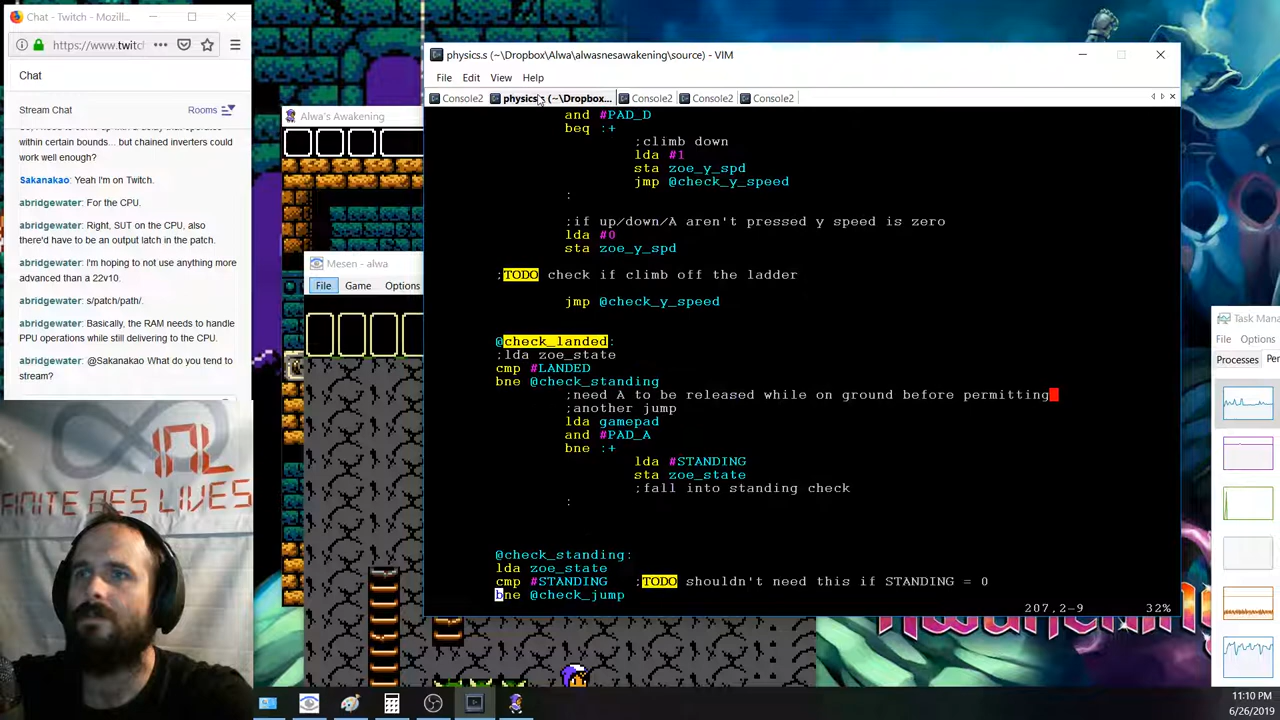 Chat - Twitch - Mozill...
https://www.twitc
Chat
Stream Chat
Rooms
within certain bounds... but chained inverters could
work well enough?
Sakanakao: Yeah I'm on Twitch.
abridgewater: For the CPU.
abridgewater: Right, SUT on the CPU, also
there'd have to be an output latch in the patch.
abridgewater: I'm hoping to not use anything more
advanced than a 22v10.
abridgewater: s/patch/path/.
abridgewater: Basically, the RAM needs to handle
PPU operations while still delivering to the CPU.
abridgewater: @Sakanakao What do you tend to
stream?
NL
INFINITE NES LIVES
Alwa's Awakening
Mesen - alwa
File Game Options
physics.s (~\Dropbox\Alwa\alwasnesawakening\source) - VIM
File Edit View Help
Console2 physics.s (~\Dropbox... Console2 Console2 Console2
and #PAD_D
beq :+
;climb down
lda #1
sta zoe_y_spd
jmp @check_y_speed
:
;if up/down/A aren't pressed y speed is zero
lda #0
sta zoe_y_spd
;TODO check if climb off the ladder
jmp @check_y_speed
@check_landed:
;lda zoe_state
cmp #LANDED
bne @check_standing
;need A to be released while on ground before permitting
;another jump
lda gamepad
and #PAD_A
bne :+
lda #STANDING
sta zoe_state
;fall into standing check
:
@check_standing:
lda zoe_state
cmp #STANDING ;TODO shouldn't need this if STANDING = 0
bne @check_jump
207,2-9 32%
Task Mana
File Options
Processes
11:10 PM
6/26/2019